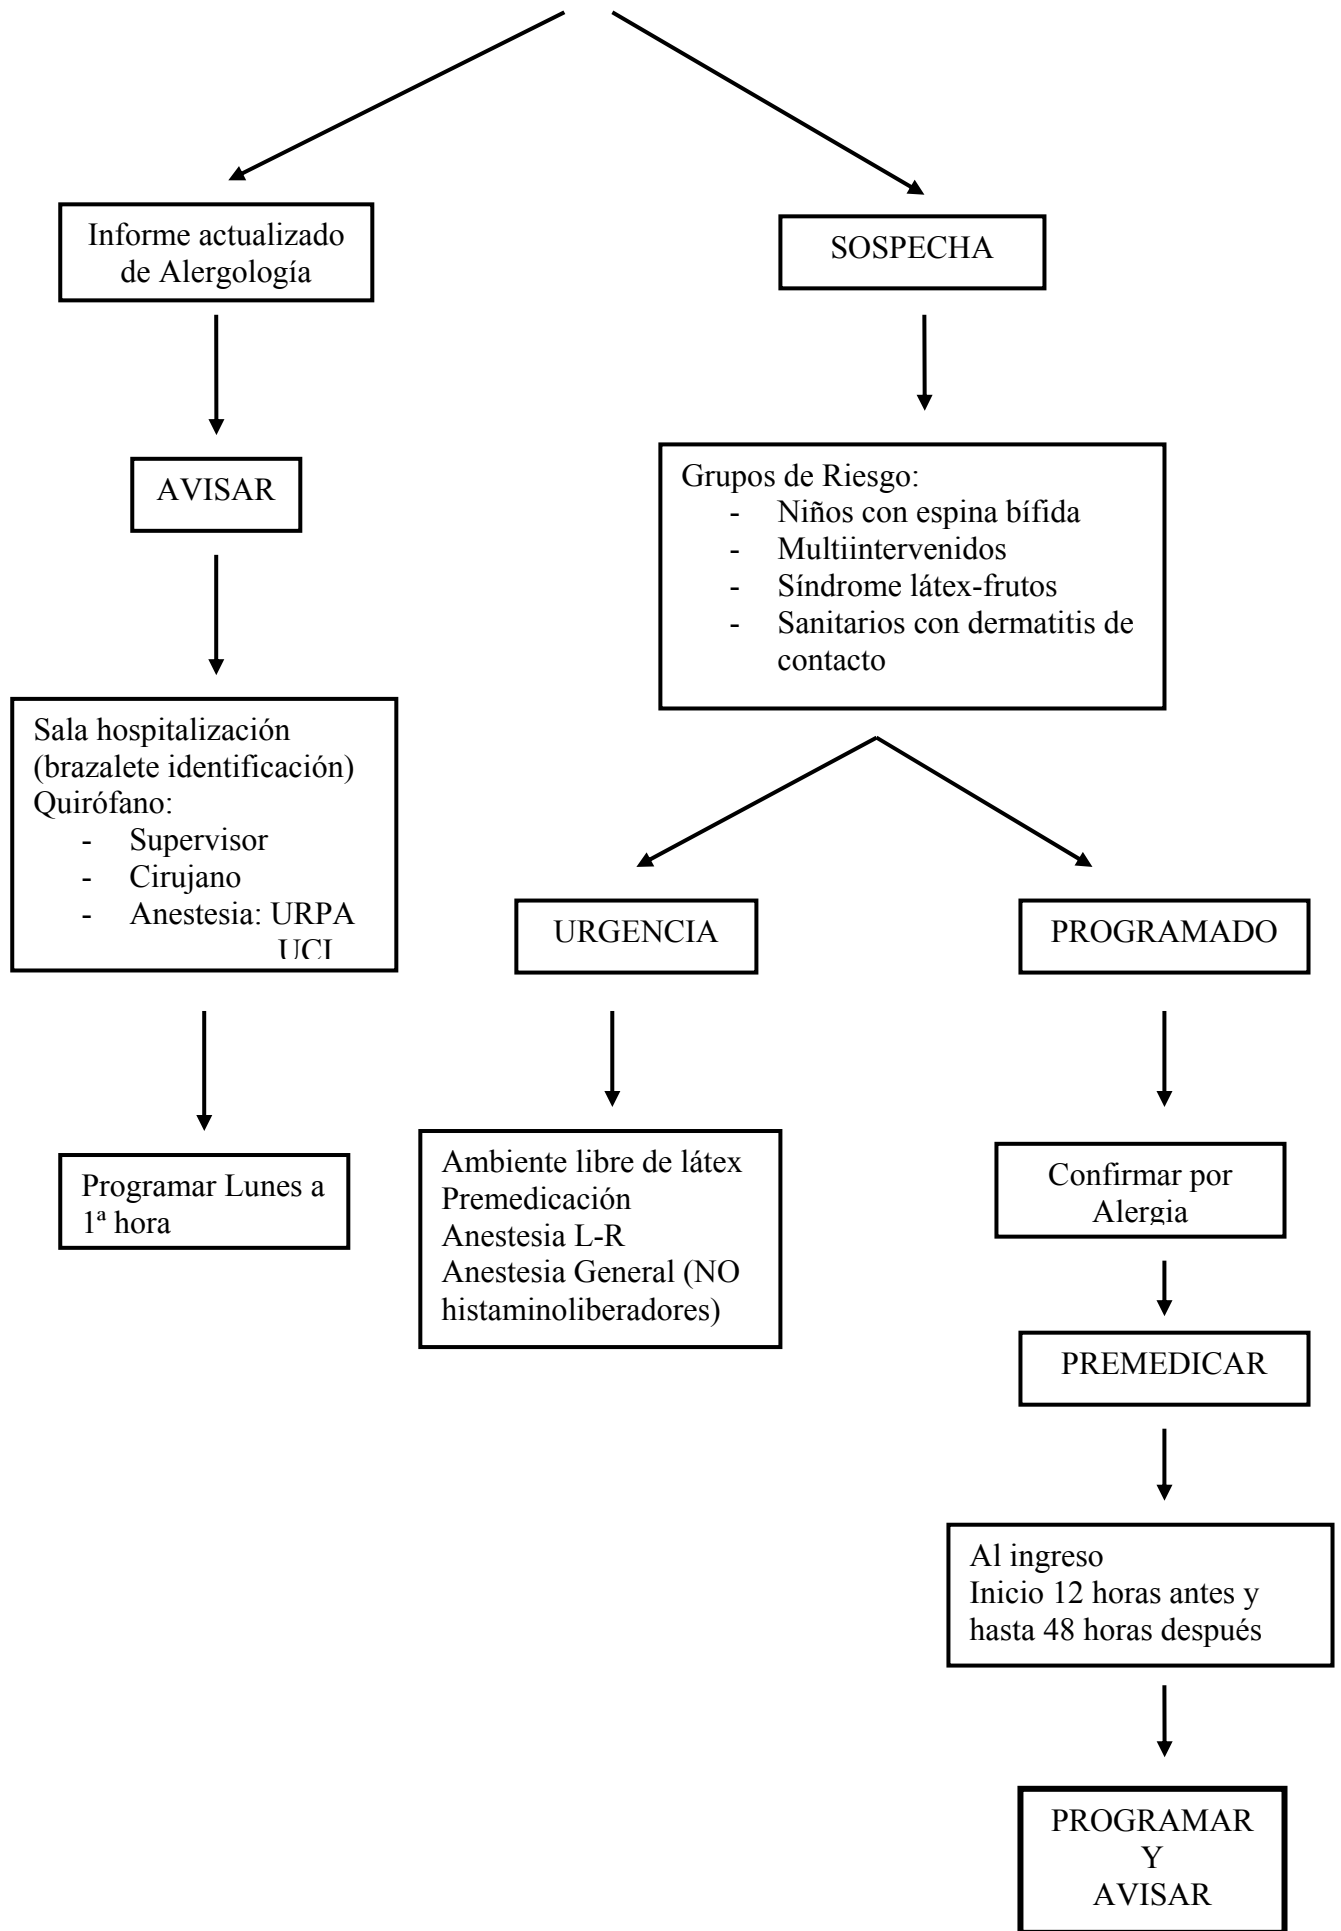 Informe actualizado
de Alergología
SOSPECHA
AVISAR
Grupos de Riesgo:
- Niños con espina bífida
- Multiintervenidos
- Síndrome látex-frutos
- Sanitarios con dermatitis de
contacto
Sala hospitalización
(brazalete identificación)
Quirófano:
- Supervisor
- Cirujano
- Anestesia: URPA
UCI
URGENCIA
PROGRAMADO
Programar Lunes a
1ª hora
Ambiente libre de látex
Premedicación
Anestesia L-R
Anestesia General (NO
histaminoliberadores)
Confirmar por
Alergia
PREMEDICAR
Al ingreso
Inicio 12 horas antes y
hasta 48 horas después
PROGRAMAR
Y
AVISAR